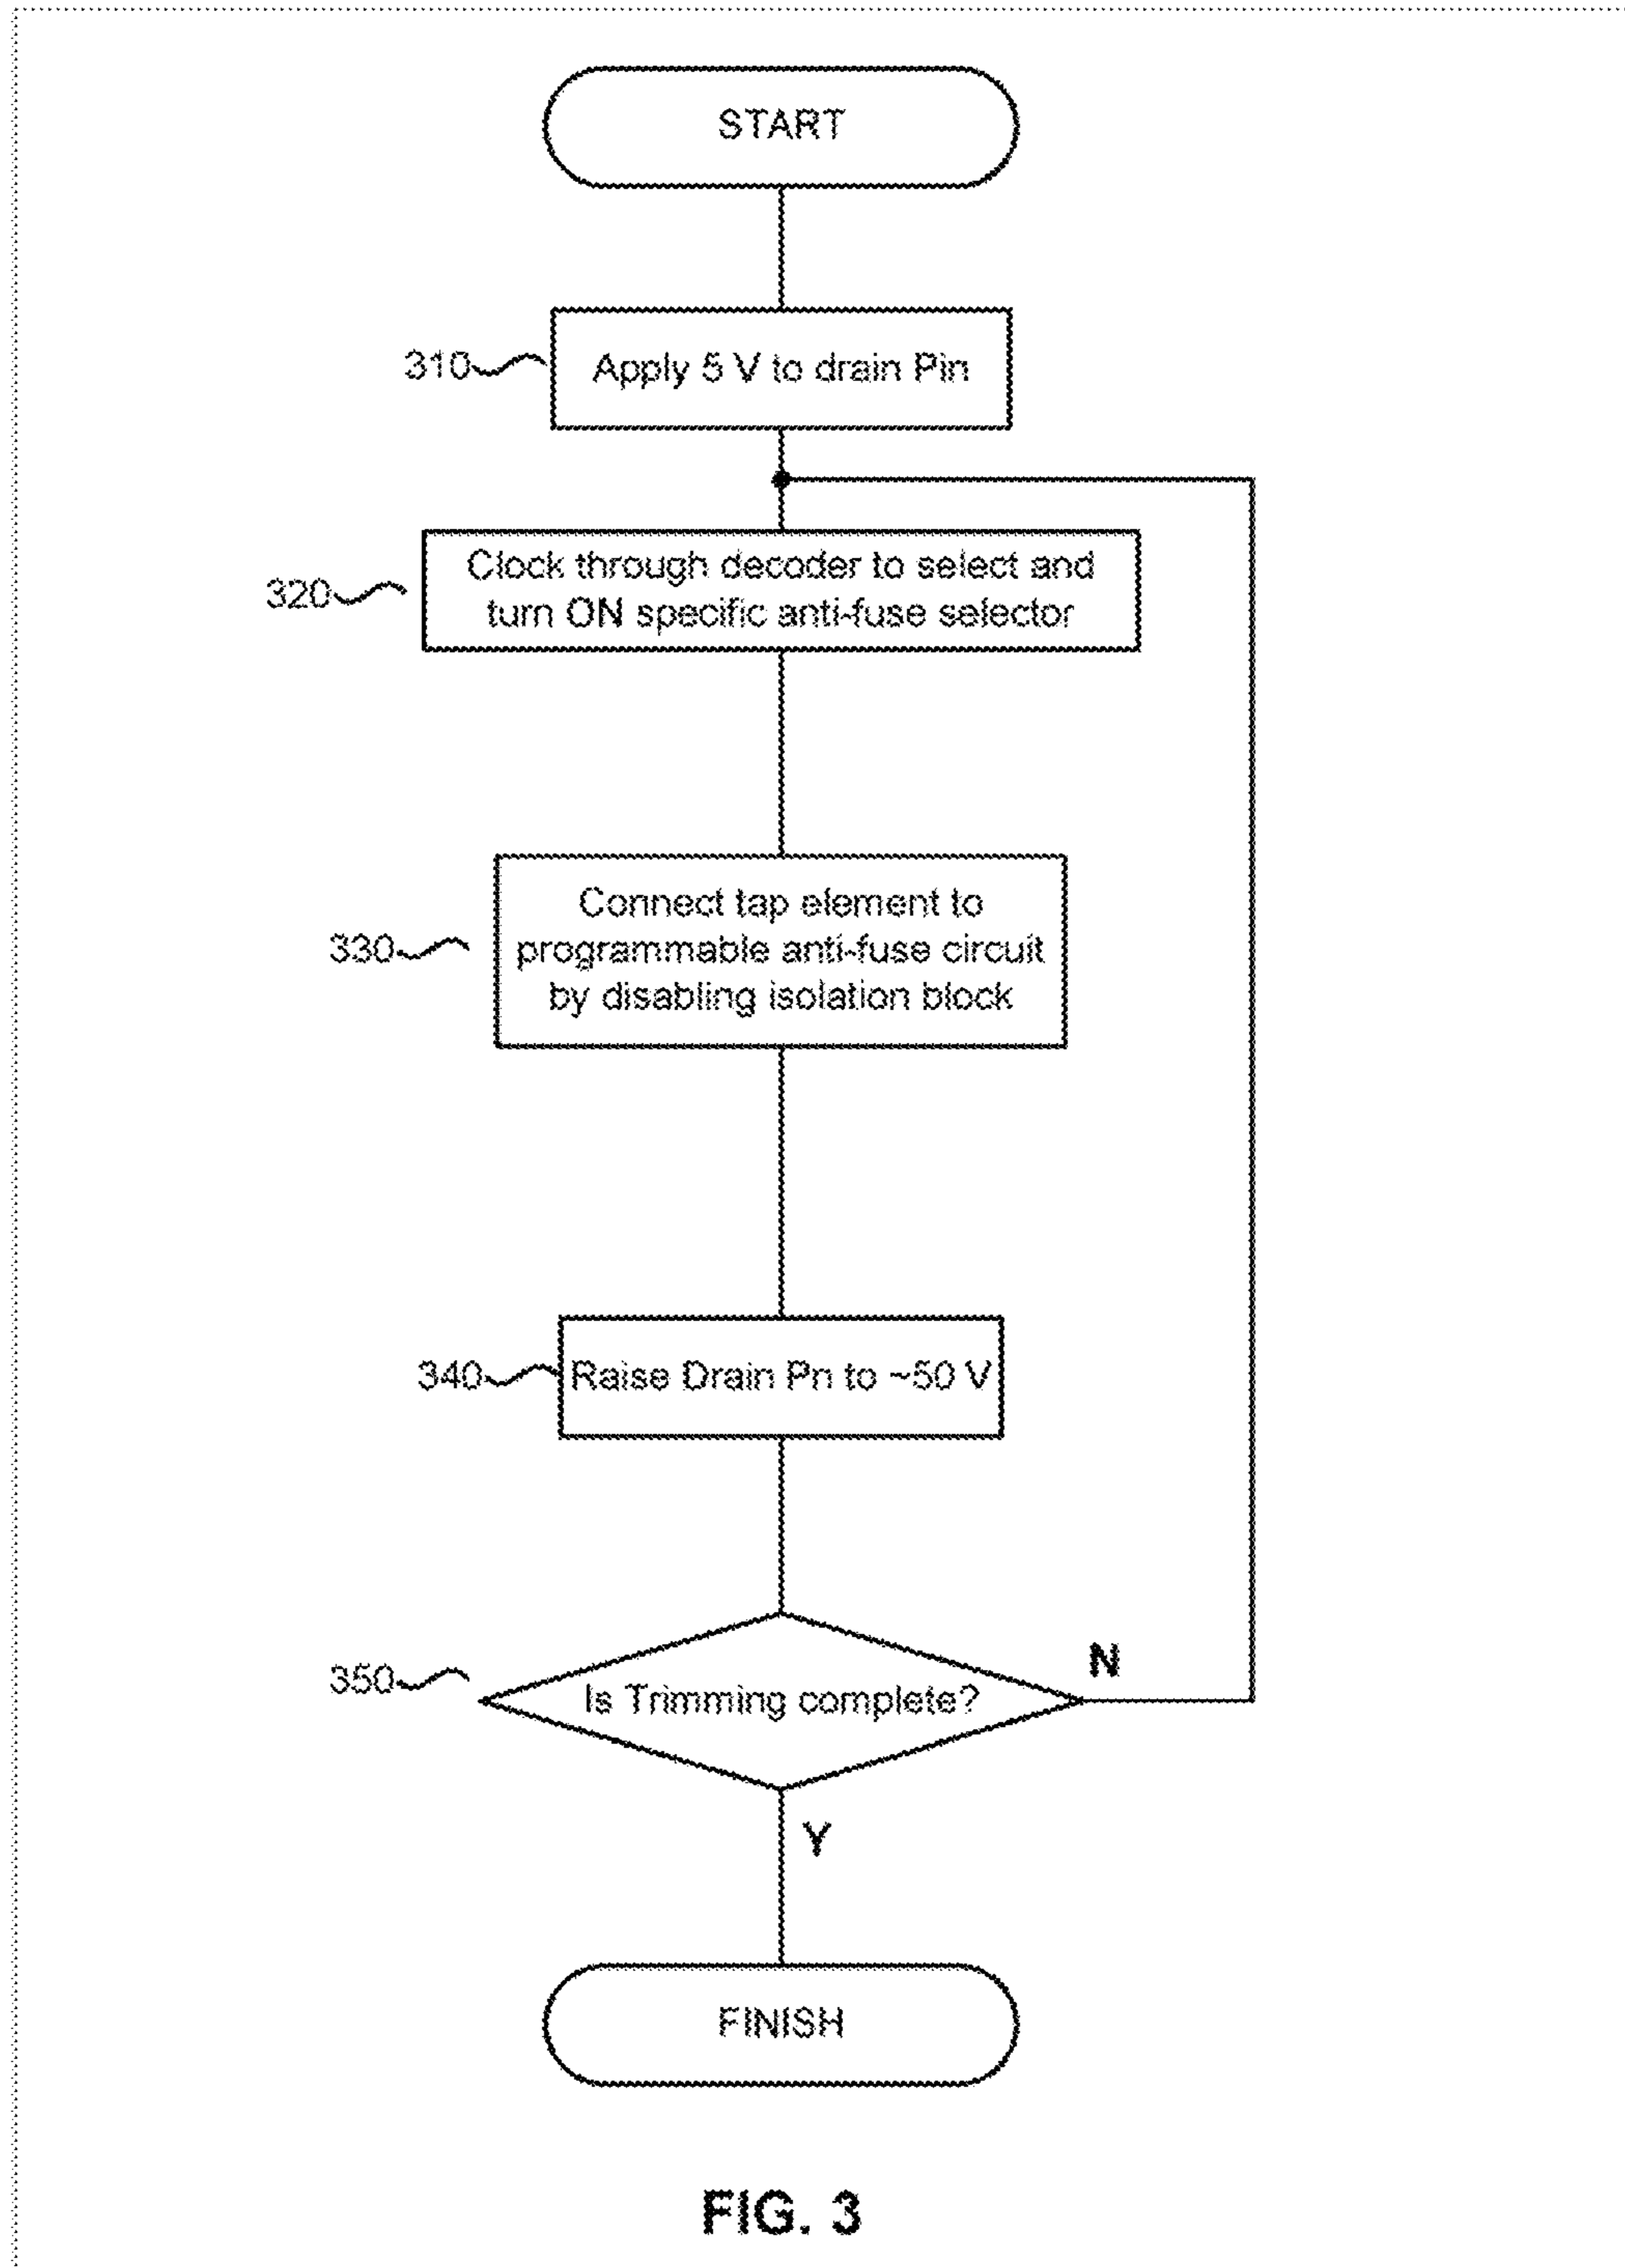 START
310
Apply 5 V to drain Pin
320
Clock through decoder to select and
turn ON specific anti-fuse selector
330
Connect tap element to
programmable anti-fuse circuit
by disabling isolation block
340
Raise Drain Pn to ~50 V
350
Is Trimming complete?
N
Y
FINISH
FIG. 3